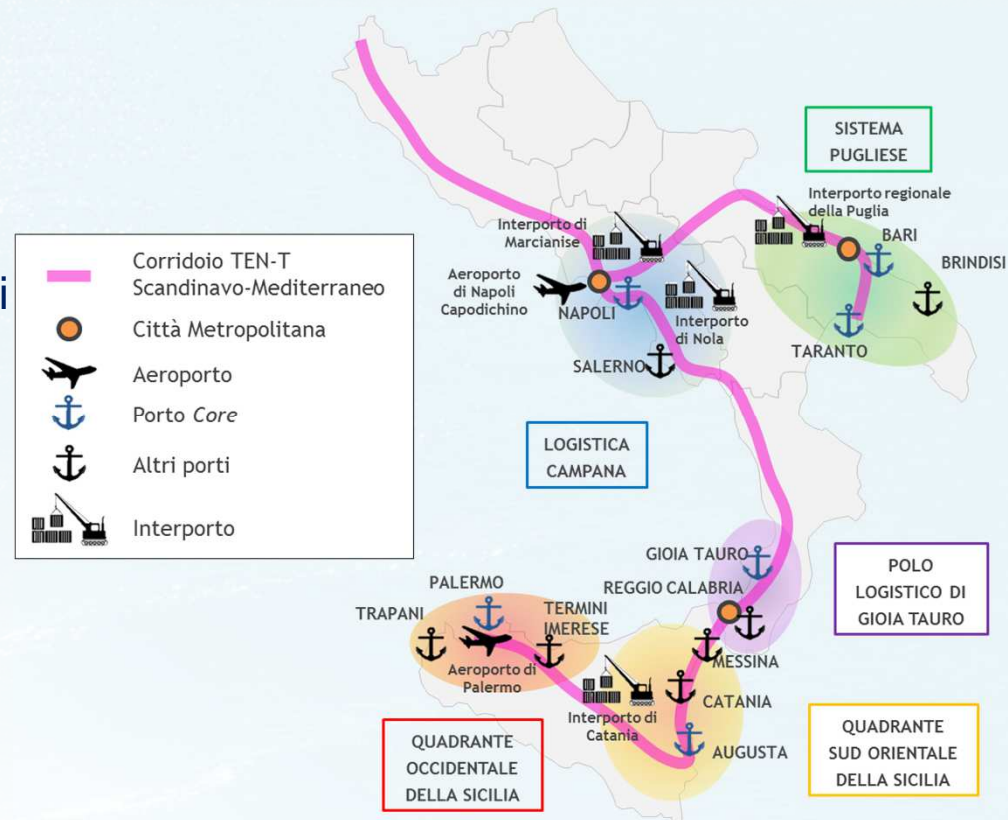 i
Corridoio TEN-T
Scandinavo-Mediterraneo
Città Metropolitana
Aeroporto
Porto Core
Altri porti
Interporto
SISTEMA
PUGLIESE
Interporto regionale
della Puglia
BARI
BRINDISI
TARANTO
Interporto di
Marcianise
Aeroporto
di Napoli
Capodichino
NAPOLI
Interporto
di Nola
SALERNO
LOGISTICA
CAMPANA
GIOIA TAURO
REGGIO CALABRIA
POLO
LOGISTICO DI
GIOIA TAURO
PALERMO
TRAPANI
TERMINI
IMERESE
Aeroporto di
Palermo
MESSINA
CATANIA
Interporto di
Catania
AUGUSTA
QUADRANTE
OCCIDENTALE
DELLA SICILIA
QUADRANTE
SUD ORIENTALE
DELLA SICILIA